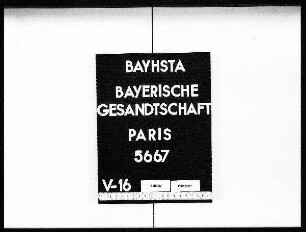 BAYHSTA
BAYERISCHE
GESANDTSCHAFT
PARIS
5667
V-16